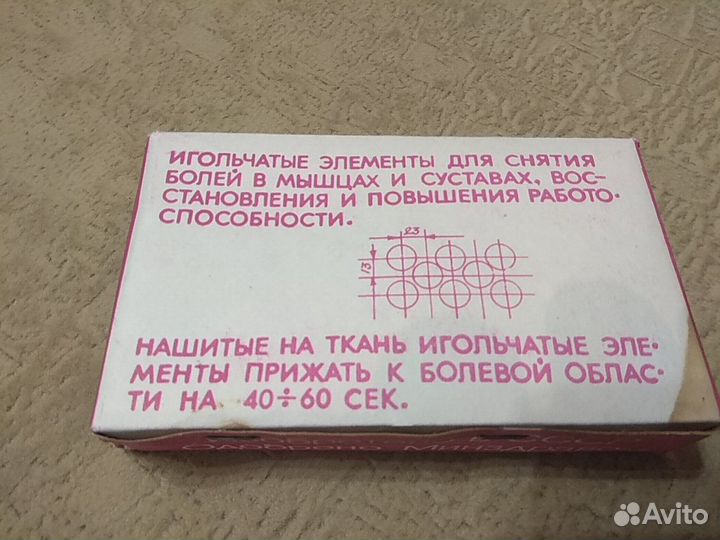 ИГОЛЬЧАТЫЕ ЭЛЕМЕНТЫ ДЛЯ СНЯТИЯ
БОЛЕЙ В МЫШЦАХ И СУСТАВАХ, ВОС-
СТАНОВЛЕНИЯ И ПОВЫШЕНИЯ РАБОТО-
СПОСОБНОСТИ.
23
13
НАШИТЫЕ НА ТКАНЬ ИГОЛЬЧАТЫЕ ЭЛЕ-
МЕНТЫ ПРИЖАТЬ К БОЛЕВОЙ ОБЛАС-
ТИ НА 40÷60 СЕК.
Avito